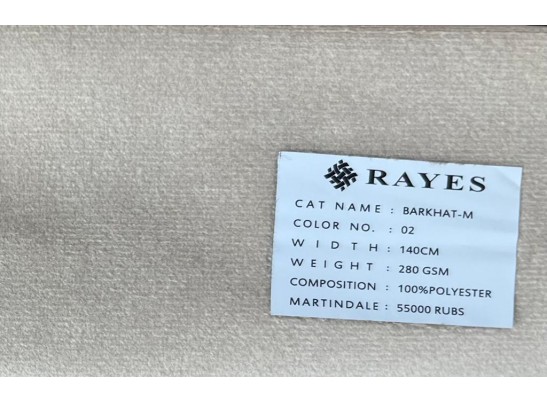 RAYES
CAT NAME : BARKHAT-M
COLOR NO. : 02
WIDTH : 140CM
WEIGHT : 280 GSM
COMPOSITION : 100%POLYESTER
MARTINDALE : 55000 RUBS